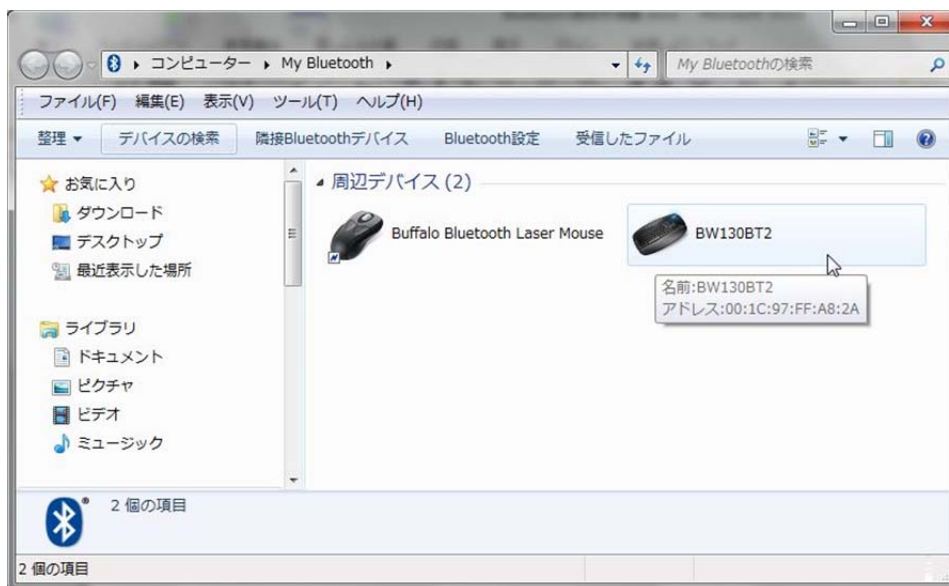 コンピューター ▸ My Bluetooth ▸
My Bluetoothの検索
ファイル(F) 編集(E) 表示(V) ツール(T) ヘルプ(H)
整理 ▼ デバイスの検索 隣接Bluetoothデバイス Bluetooth設定 受信したファイル
お気に入り
ダウンロード
デスクトップ
最近表示した場所
ライブラリ
ドキュメント
ピクチャ
ビデオ
ミュージック
周辺デバイス (2)
Buffalo Bluetooth Laser Mouse
BW130BT2
名前:BW130BT2
アドレス:00:1C:97:FF:A8:2A
2 個の項目
2 個の項目